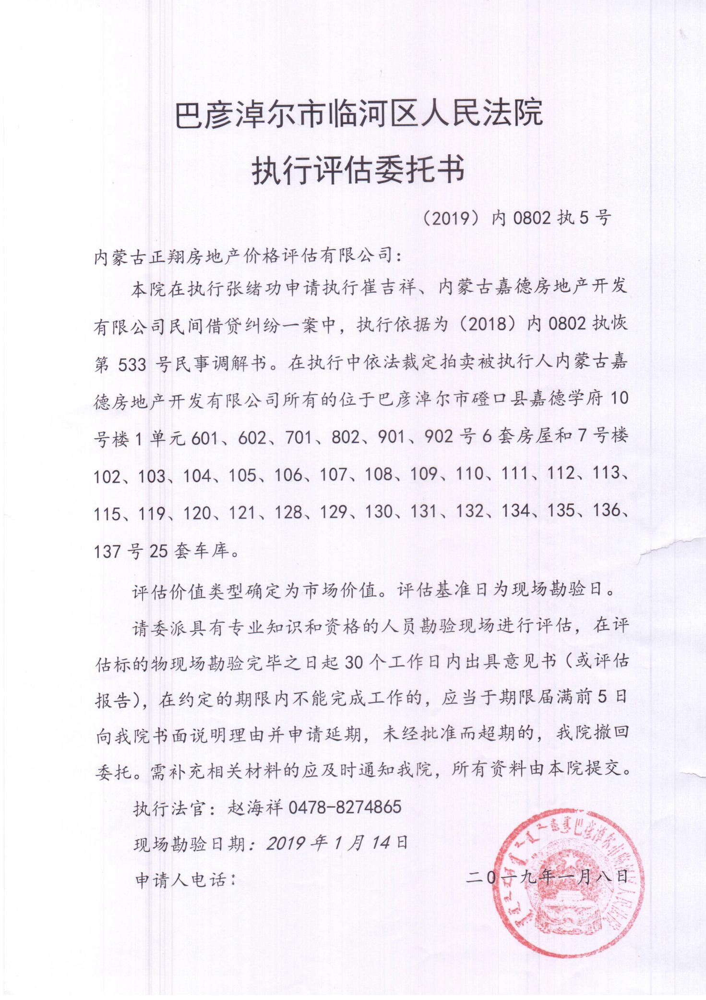 巴彦淖尔市临河区人民法院
执行评估委托书
（2019）内 0802 执 5 号
内蒙古正翔房地产价格评估有限公司：
本院在执行张绪功申请执行崔吉祥、内蒙古嘉德房地产开发
有限公司民间借贷纠纷一案中，执行依据为（2018）内 0802 执恢
第 533 号民事调解书。在执行中依法裁定拍卖被执行人内蒙古嘉
德房地产开发有限公司所有的位于巴彦淖尔市磴口县嘉德学府 10
号楼 1 单元 601、602、701、802、901、902 号 6 套房屋和 7 号楼
102、103、104、105、106、107、108、109、110、111、112、113、
115、119、120、121、128、129、130、131、132、134、135、136、
137 号 25 套车库。
评估价值类型确定为市场价值。评估基准日为现场勘验日。
请委派具有专业知识和资格的人员勘验现场进行评估，在评
估标的物现场勘验完毕之日起 30 个工作日内出具意见书（或评估
报告），在约定的期限内不能完成工作的，应当于期限届满前 5 日
向我院书面说明理由并申请延期，未经批准而超期的，我院撤回
委托。需补充相关材料的应及时通知我院，所有资料由本院提交。
执行法官：赵海祥 0478-8274865
现场勘验日期：2019 年 1 月 14 日
申请人电话：
二0一九年一月八日
巴彦淖尔市临河区人民法院